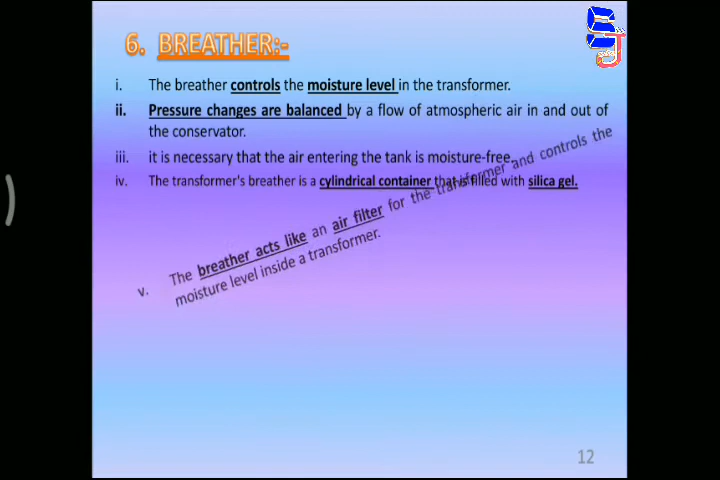 SJ
6. BREATHER:-
i. The breather controls the moisture level in the transformer.
ii. Pressure changes are balanced by a flow of atmospheric air in and out of
the conservator.
iii. it is necessary that the air entering the tank is moisture-free.
iv. The transformer's breather is a cylindrical container that is filled with silica gel.
v. The breather acts like an air filter for the transformer and controls the
moisture level inside a transformer.
12